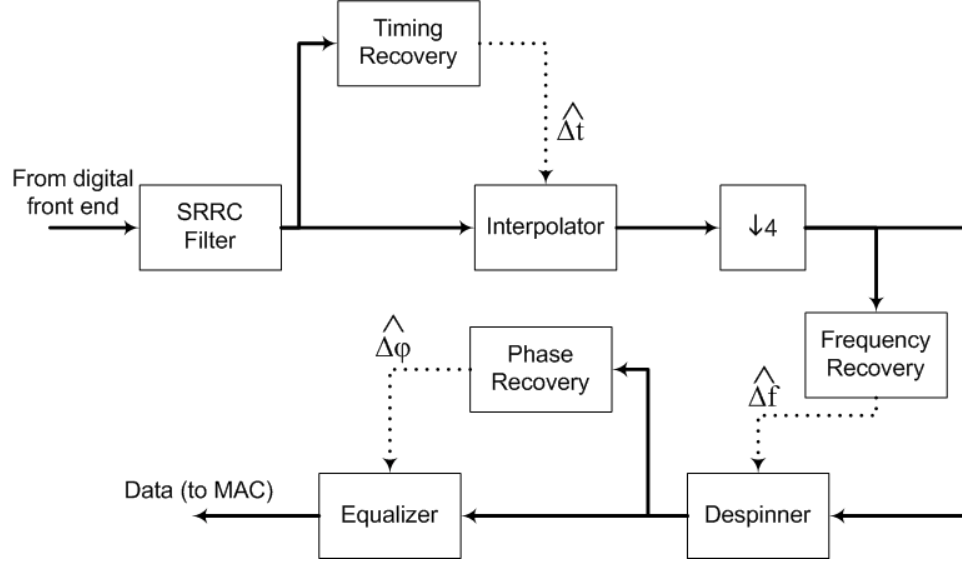 Timing
Recovery
Δt̂
From digital
front end
SRRC
Filter
Interpolator
↓4
Frequency
Recovery
Δf̂
Phase
Recovery
Δφ̂
Data (to MAC)
Equalizer
Despinner